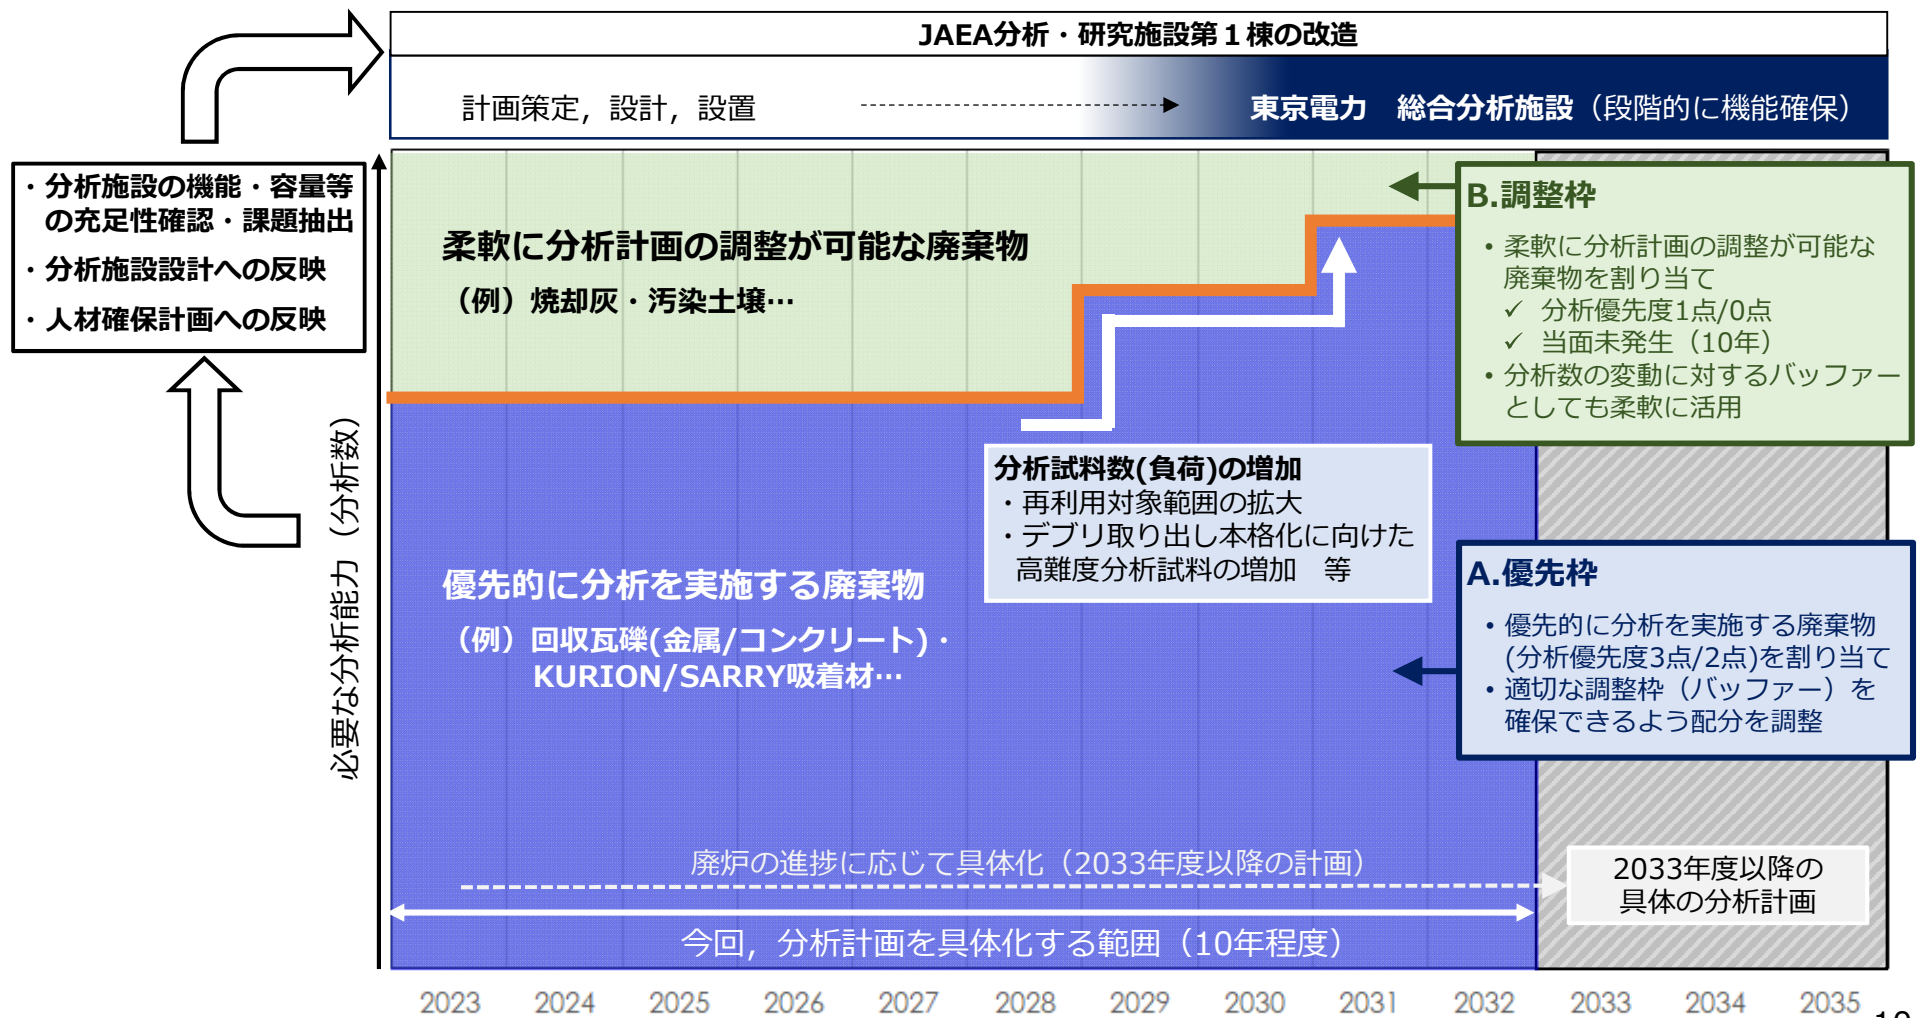 JAEA分析・研究施設第１棟の改造
計画策定，設計，設置
東京電力　総合分析施設（段階的に機能確保）
・分析施設の機能・容量等
の充足性確認・課題抽出
・分析施設設計への反映
・人材確保計画への反映
必要な分析能力（分析数）
柔軟に分析計画の調整が可能な廃棄物
（例）焼却灰・汚染土壌…
B.調整枠
・柔軟に分析計画の調整が可能な
廃棄物を割り当て
✓ 分析優先度1点/0点
✓ 当面未発生（10年）
・分析数の変動に対するバッファー
としても柔軟に活用
分析試料数(負荷)の増加
・再利用対象範囲の拡大
・デブリ取り出し本格化に向けた
高難度分析試料の増加　等
優先的に分析を実施する廃棄物
（例）回収瓦礫(金属/コンクリート)・
KURION/SARRY吸着材…
A.優先枠
・優先的に分析を実施する廃棄物
(分析優先度3点/2点)を割り当て
・適切な調整枠（バッファー）を
確保できるよう配分を調整
廃炉の進捗に応じて具体化（2033年度以降の計画）
2033年度以降の
具体の分析計画
今回，分析計画を具体化する範囲（10年程度）
2023 2024 2025 2026 2027 2028 2029 2030 2031 2032 2033 2034 2035